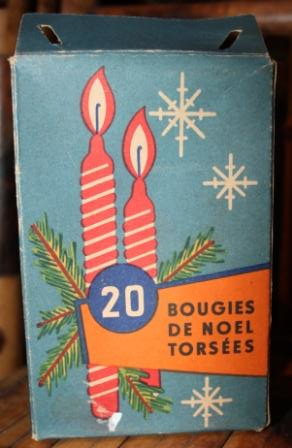 20
BOUGIES
DE NOEL
TORSÉES